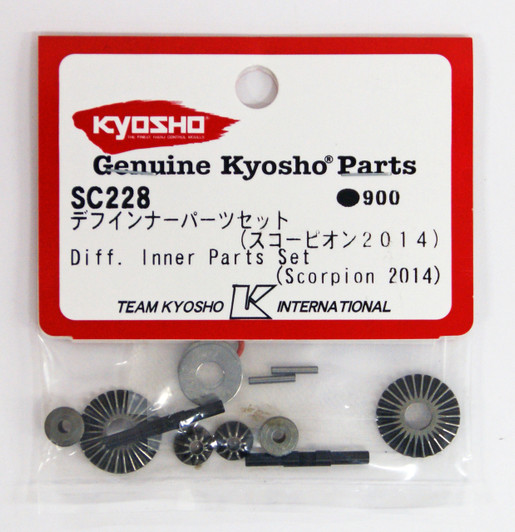 KYOSHO
THE FINEST RADIO CONTROL MODELS
Genuine Kyosho® Parts
SC228
●900
デフインナーパーツセット
(スコーピオン2014)
Diff. Inner Parts Set
(Scorpion 2014)
TEAM KYOSHO K INTERNATIONAL